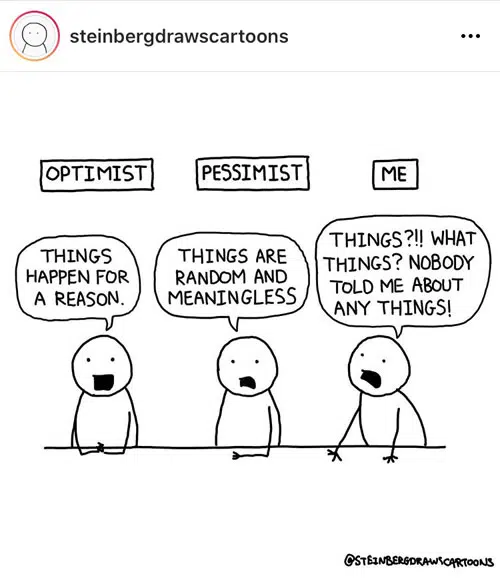 steinbergdrawscartoons
OPTIMIST
PESSIMIST
ME
THINGS
HAPPEN FOR
A REASON.
THINGS ARE
RANDOM AND
MEANINGLESS
THINGS?!! WHAT
THINGS? NOBODY
TOLD ME ABOUT
ANY THINGS!
@STEINBERGDRAWSCARTOONS